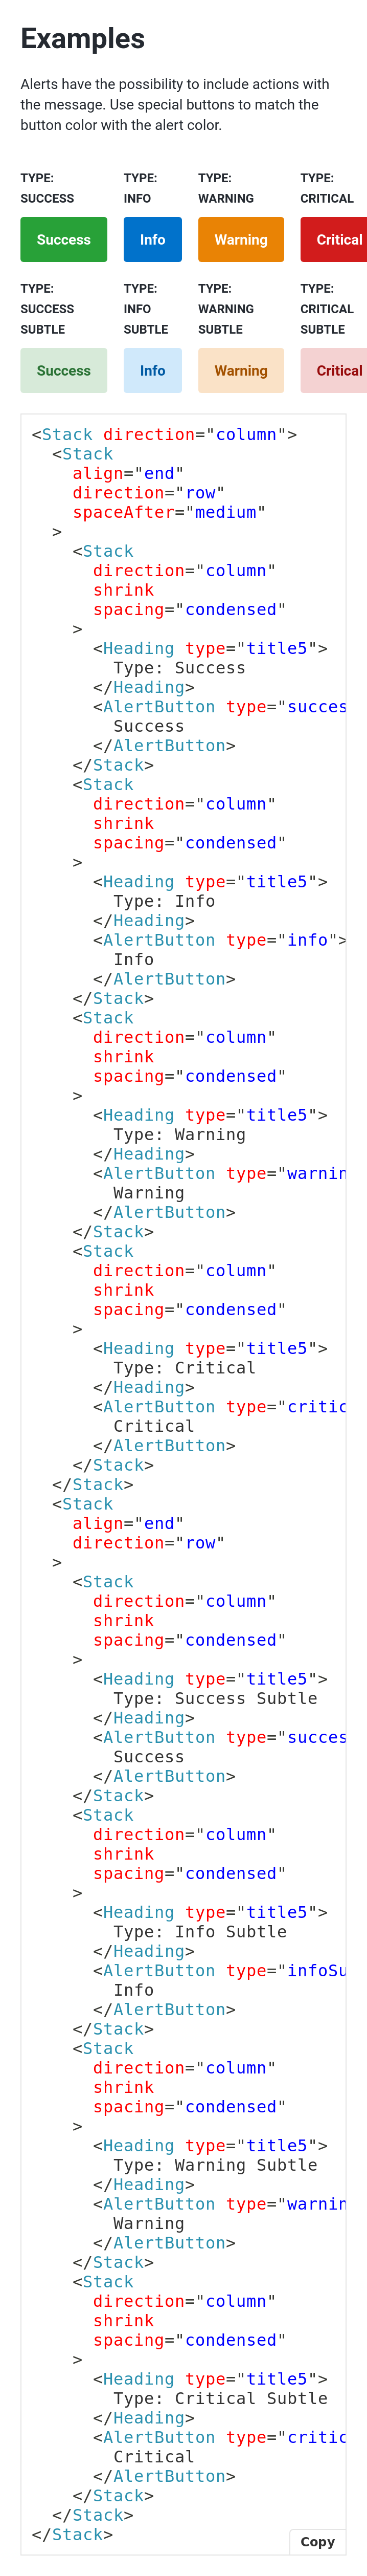 Examples
Alerts have the possibility to include actions with
the message. Use special buttons to match the
button color with the alert color.
TYPE: SUCCESS
TYPE: INFO
TYPE: WARNING
TYPE: CRITICAL
Success
Info
Warning
Critical
TYPE: SUCCESS SUBTLE
TYPE: INFO SUBTLE
TYPE: WARNING SUBTLE
TYPE: CRITICAL SUBTLE
Success
Info
Warning
Critical
<Stack direction="column">
  <Stack
    align="end"
    direction="row"
    spaceAfter="medium"
  >
    <Stack
      direction="column"
      shrink
      spacing="condensed"
    >
      <Heading type="title5">
        Type: Success
      </Heading>
      <AlertButton type="succes
        Success
      </AlertButton>
    </Stack>
    <Stack
      direction="column"
      shrink
      spacing="condensed"
    >
      <Heading type="title5">
        Type: Info
      </Heading>
      <AlertButton type="info">
        Info
      </AlertButton>
    </Stack>
    <Stack
      direction="column"
      shrink
      spacing="condensed"
    >
      <Heading type="title5">
        Type: Warning
      </Heading>
      <AlertButton type="warnin
        Warning
      </AlertButton>
    </Stack>
    <Stack
      direction="column"
      shrink
      spacing="condensed"
    >
      <Heading type="title5">
        Type: Critical
      </Heading>
      <AlertButton type="critic
        Critical
      </AlertButton>
    </Stack>
  </Stack>
  <Stack
    align="end"
    direction="row"
  >
    <Stack
      direction="column"
      shrink
      spacing="condensed"
    >
      <Heading type="title5">
        Type: Success Subtle
      </Heading>
      <AlertButton type="succes
        Success
      </AlertButton>
    </Stack>
    <Stack
      direction="column"
      shrink
      spacing="condensed"
    >
      <Heading type="title5">
        Type: Info Subtle
      </Heading>
      <AlertButton type="infoSu
        Info
      </AlertButton>
    </Stack>
    <Stack
      direction="column"
      shrink
      spacing="condensed"
    >
      <Heading type="title5">
        Type: Warning Subtle
      </Heading>
      <AlertButton type="warnin
        Warning
      </AlertButton>
    </Stack>
    <Stack
      direction="column"
      shrink
      spacing="condensed"
    >
      <Heading type="title5">
        Type: Critical Subtle
      </Heading>
      <AlertButton type="critic
        Critical
      </AlertButton>
    </Stack>
  </Stack>
</Stack>
Copy